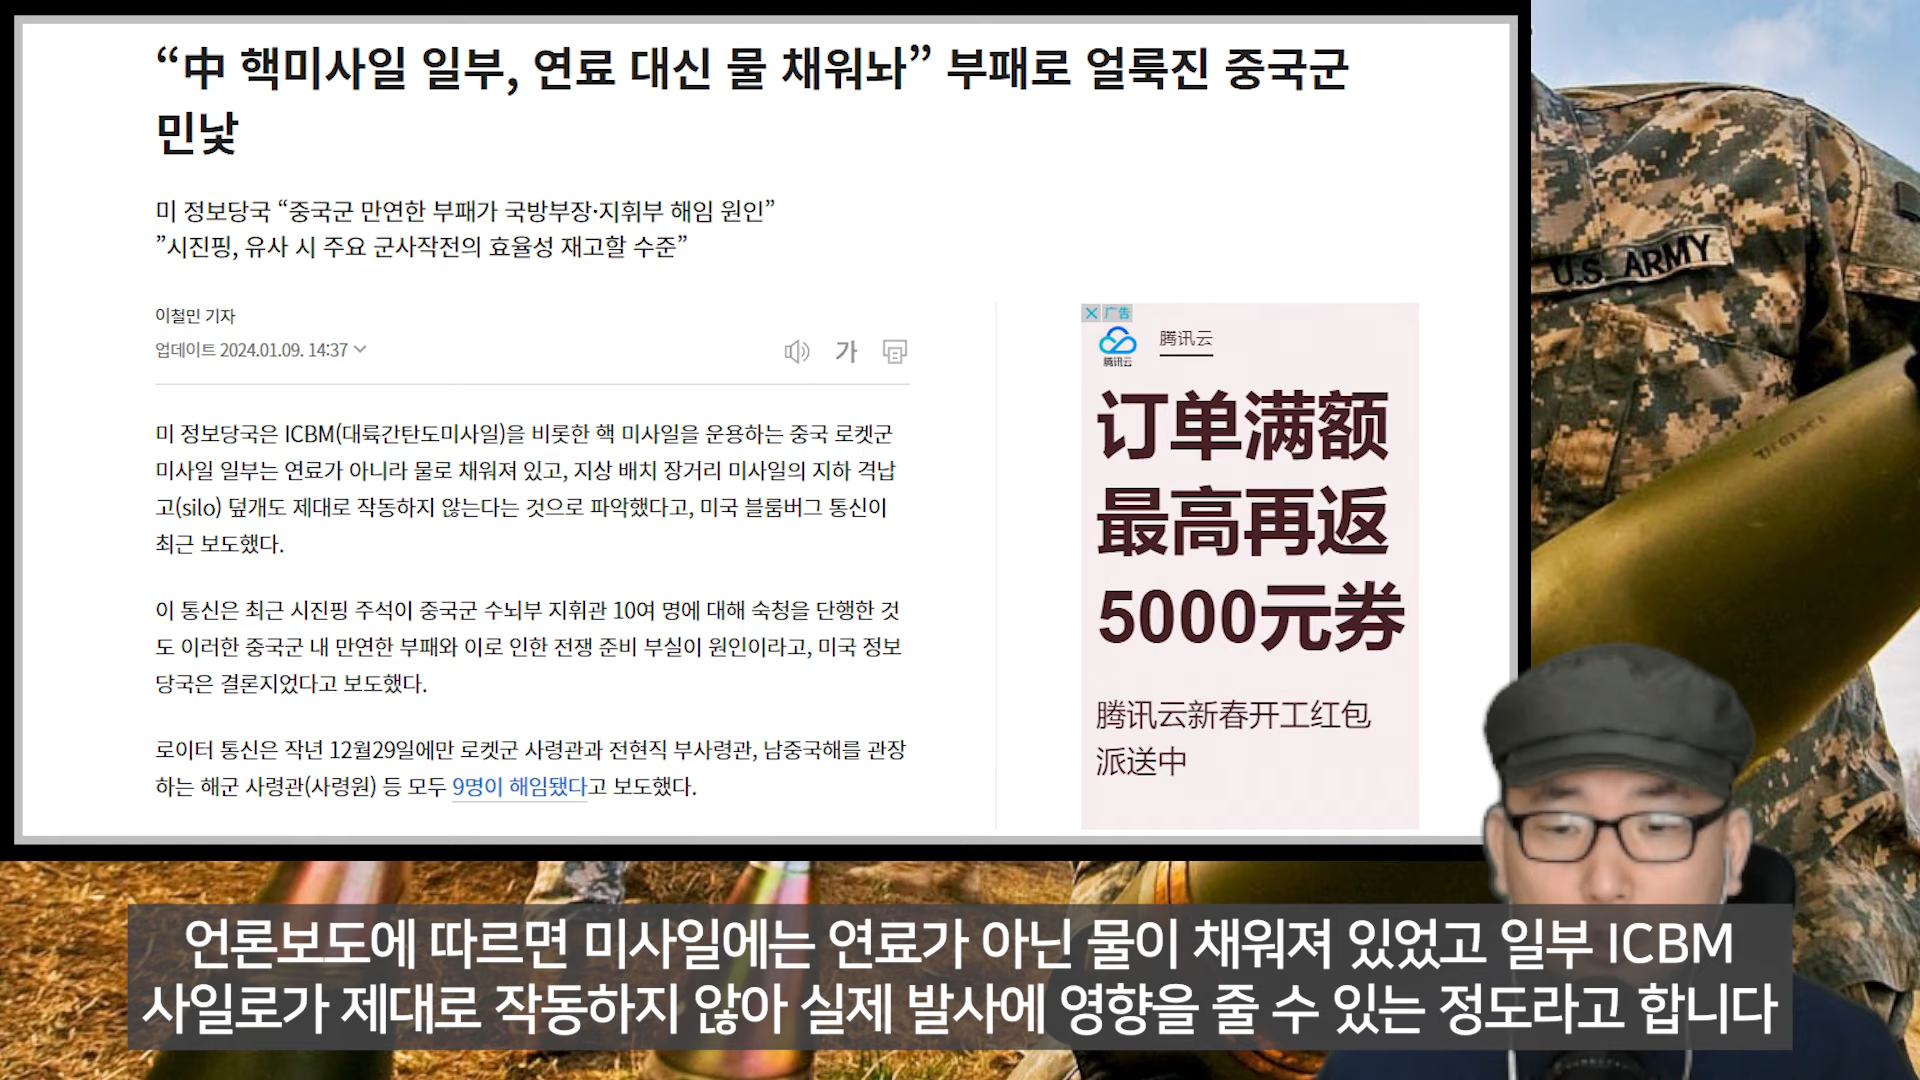 “中 핵미사일 일부, 연료 대신 물 채워놔” 부패로 얼룩진 중국군
민낯
미 정보당국 “중국군 만연한 부패가 국방부장·지휘부 해임 원인”
”시진핑, 유사 시 주요 군사작전의 효율성 재고할 수준”
이철민 기자
업데이트 2024.01.09. 14:37
가
미 정보당국은 ICBM(대륙간탄도미사일)을 비롯한 핵 미사일을 운용하는 중국 로켓군
미사일 일부는 연료가 아니라 물로 채워져 있고, 지상 배치 장거리 미사일의 지하 격납
고(silo) 덮개도 제대로 작동하지 않는다는 것으로 파악했다고, 미국 블룸버그 통신이
최근 보도했다.
이 통신은 최근 시진핑 주석이 중국군 수뇌부 지휘관 10여 명에 대해 숙청을 단행한 것
도 이러한 중국군 내 만연한 부패와 이로 인한 전쟁 준비 부실이 원인이라고, 미국 정보
당국은 결론지었다고 보도했다.
로이터 통신은 작년 12월29일에만 로켓군 사령관과 전현직 부사령관, 남중국해를 관장
하는 해군 사령관(사령원) 등 모두 9명이 해임됐다고 보도했다.
广告
腾讯云
腾讯云
订单满额
最高再返
5000元券
腾讯云新春开工红包
派送中
U.S. ARMY
언론보도에 따르면 미사일에는 연료가 아닌 물이 채워져 있었고 일부 ICBM
사일로가 제대로 작동하지 않아 실제 발사에 영향을 줄 수 있는 정도라고 합니다